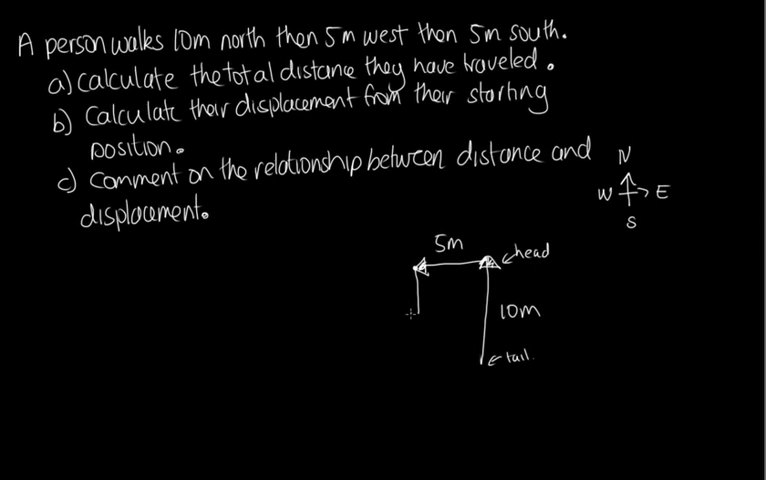 A person walks 10m north then 5m west then 5m south.
a) Calculate the total distance they have traveled.
b) Calculate their displacement from their starting
position.
c) Comment on the relationship between distance and
displacement.
N
W E
S
5m
head
10m
tail.